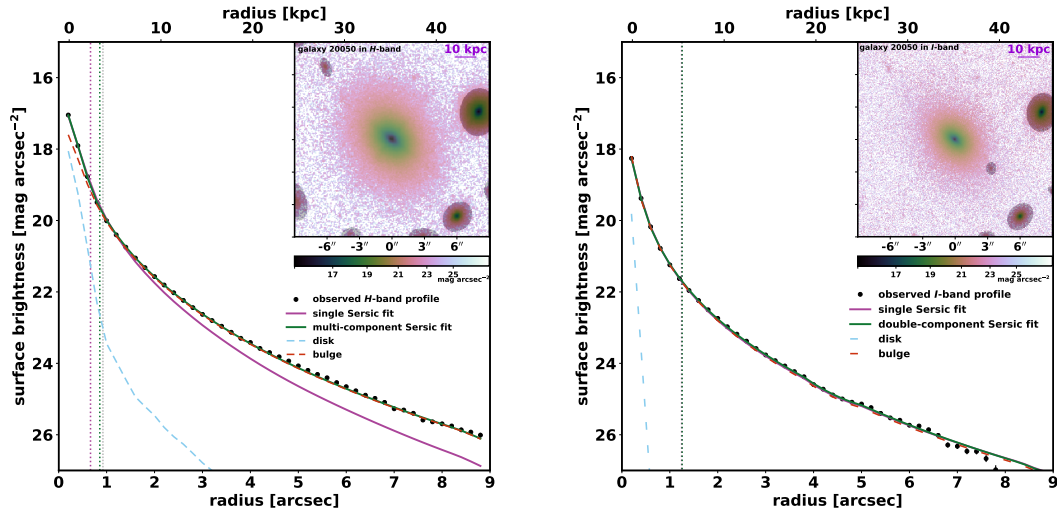 radius [kpc]
0 10 20 30 40
surface brightness [mag arcsec−2]
16
18
20
22
24
26
galaxy 20050 in H-band
10 kpc
-6″ -3″ 0″ 3″ 6″
17 19 21 23 25
mag arcsec−2
observed H-band profile
single Sersic fit
multi-component Sersic fit
disk
bulge
0 1 2 3 4 5 6 7 8 9
radius [arcsec]
radius [kpc]
0 10 20 30 40
surface brightness [mag arcsec−2]
16
18
20
22
24
26
galaxy 20050 in I-band
10 kpc
-6″ -3″ 0″ 3″ 6″
17 19 21 23 25
mag arcsec−2
observed I-band profile
single Sersic fit
double-component Sersic fit
disk
bulge
0 1 2 3 4 5 6 7 8 9
radius [arcsec]